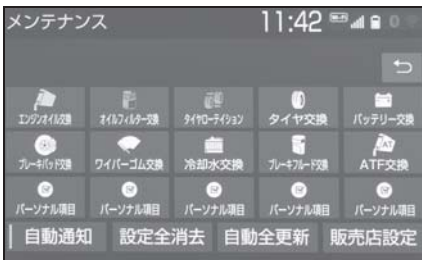 メンテナンス 11:42 Wi-Fi 0
エンジンオイル交換 オイルフィルター交換 タイヤローテイション タイヤ交換 バッテリー交換
ブレーキパッド交換 ワイパーゴム交換 冷却水交換 ブレーキフルード交換 ATF交換
パーソナル項目 パーソナル項目 パーソナル項目 パーソナル項目 パーソナル項目
自動通知 設定全消去 自動全更新 販売店設定